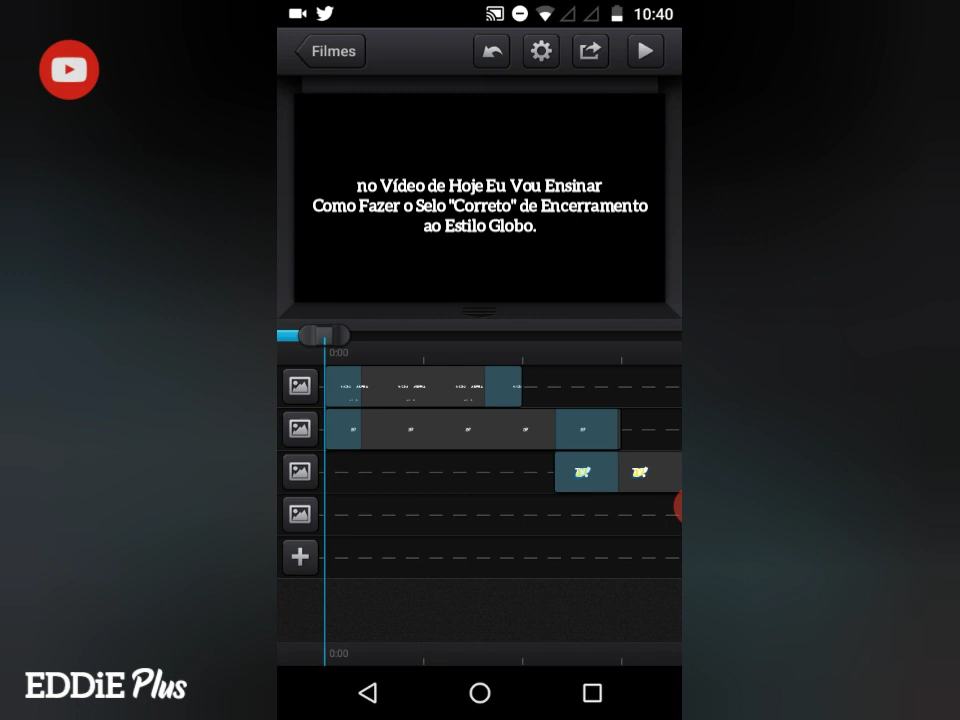 10:40
Filmes
no Vídeo de Hoje Eu Vou Ensinar
Como Fazer o Selo "Correto" de Encerramento
ao Estilo Globo.
0:00
0:00
EDDiE Plus